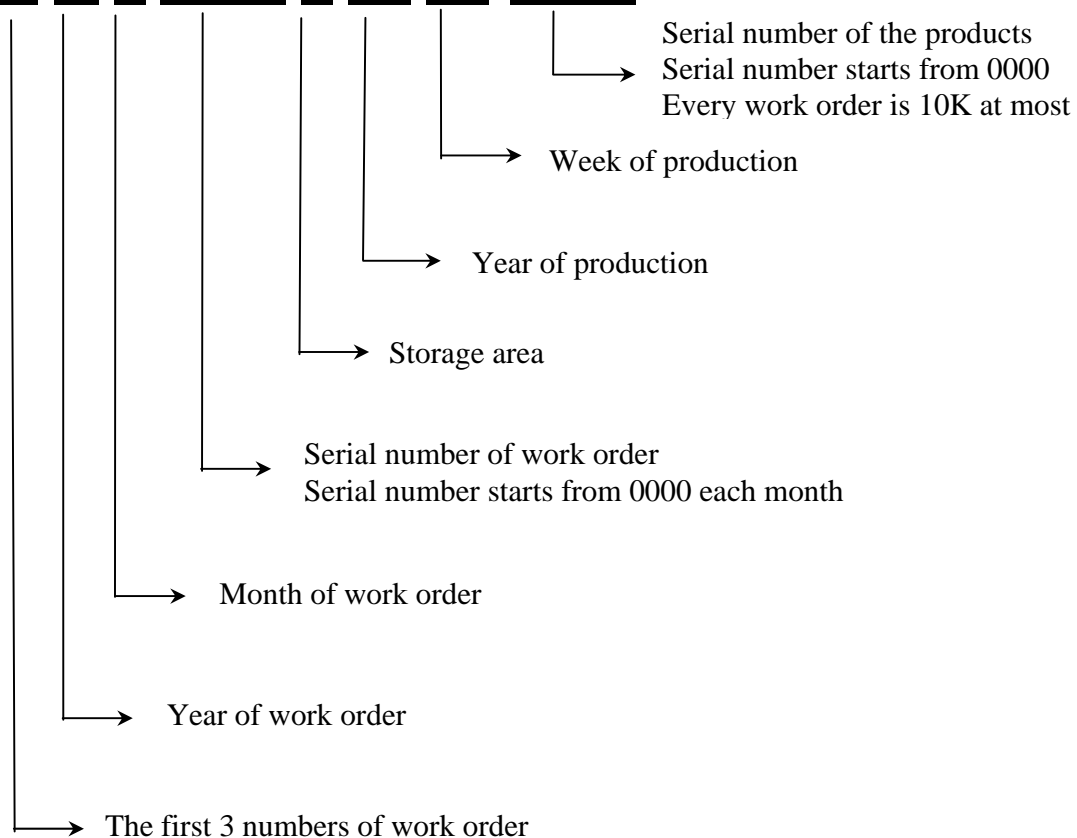 Serial number of the products
Serial number starts from 0000
Every work order is 10K at most
Week of production
Year of production
Storage area
Serial number of work order
Serial number starts from 0000 each month
Month of work order
Year of work order
The first 3 numbers of work order